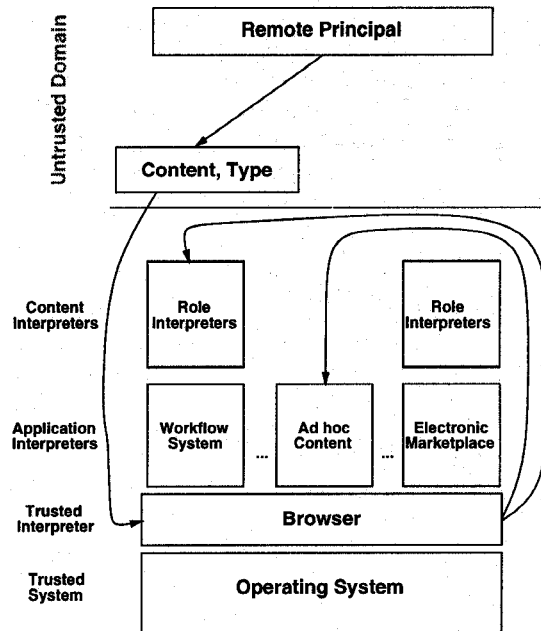 Remote Principal
Untrusted Domain
Content, Type
Content
Interpreters
Role
Interpreters
Role
Interpreters
Application
Interpreters
Workflow
System
...
Ad hoc
Content
...
Electronic
Marketplace
Trusted
Interpreter
Browser
Trusted
System
Operating System